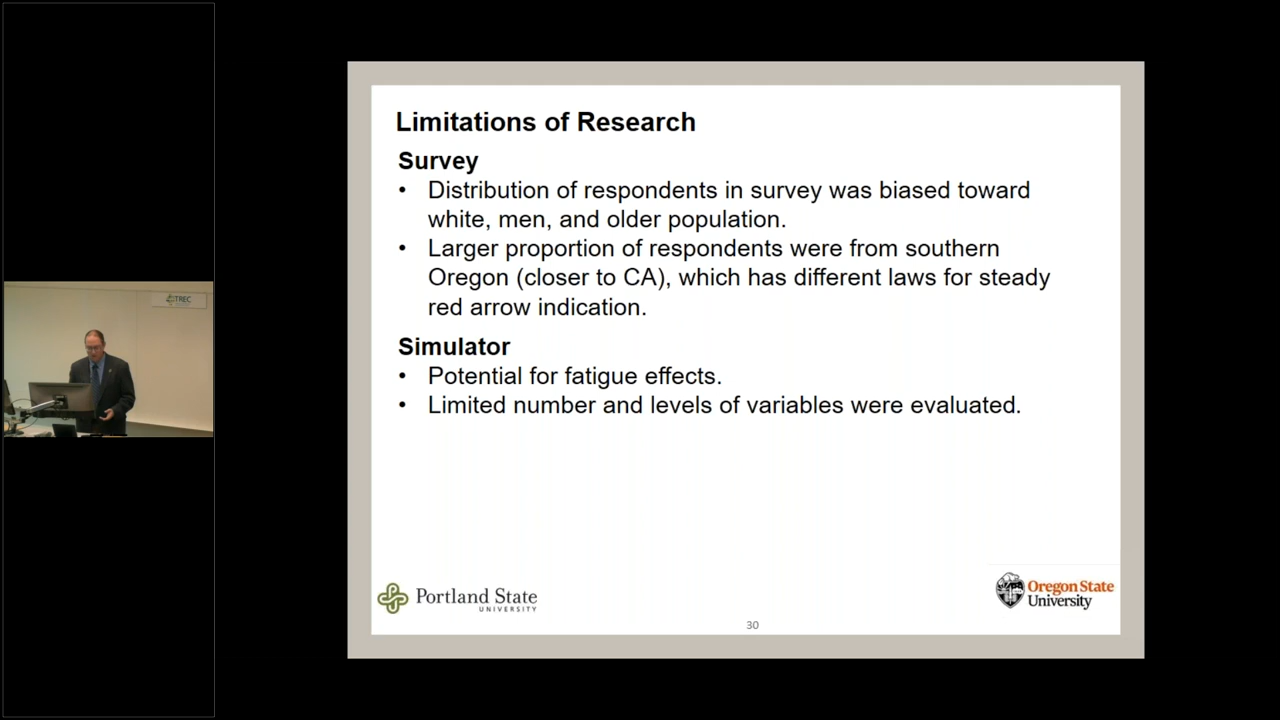 Limitations of Research
Survey
• Distribution of respondents in survey was biased toward
white, men, and older population.
• Larger proportion of respondents were from southern
Oregon (closer to CA), which has different laws for steady
red arrow indication.
Simulator
• Potential for fatigue effects.
• Limited number and levels of variables were evaluated.
Portland State
UNIVERSITY
Oregon State
University
30
TREC